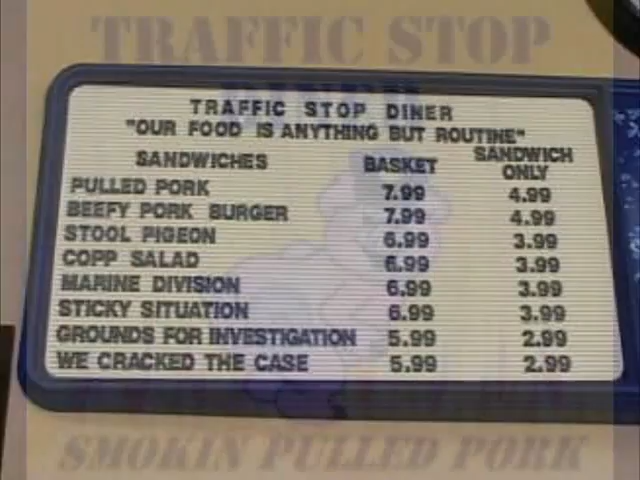 TRAFFIC STOP
TRAFFIC STOP DINER
"OUR FOOD IS ANYTHING BUT ROUTINE"
SANDWICHES BASKET SANDWICH ONLY
PULLED PORK 7.99 4.99
BEEFY PORK BURGER 7.99 4.99
STOOL PIGEON 6.99 3.99
COPP SALAD 6.99 3.99
MARINE DIVISION 6.99 3.99
STICKY SITUATION 6.99 3.99
GROUNDS FOR INVESTIGATION 5.99 2.99
WE CRACKED THE CASE 5.99 2.99
SMOKIN PULLED PORK